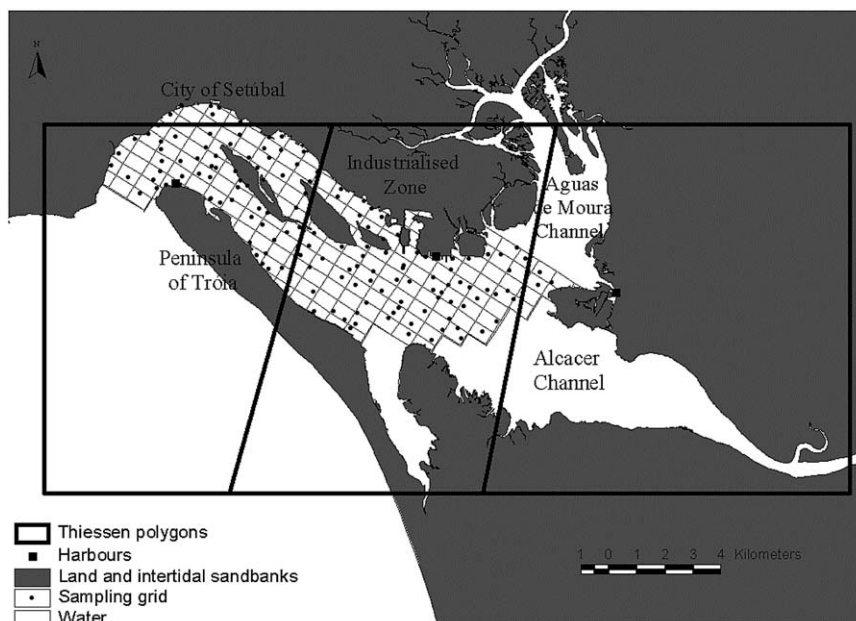 N
City of Setúbal
Industrialised
Zone
Aguas
de Moura
Channel
Peninsula
of Tróia
Alcacer
Channel
Thiessen polygons
Harbours
Land and intertidal sandbanks
Sampling grid
Water
1 0 1 2 3 4 Kilometers